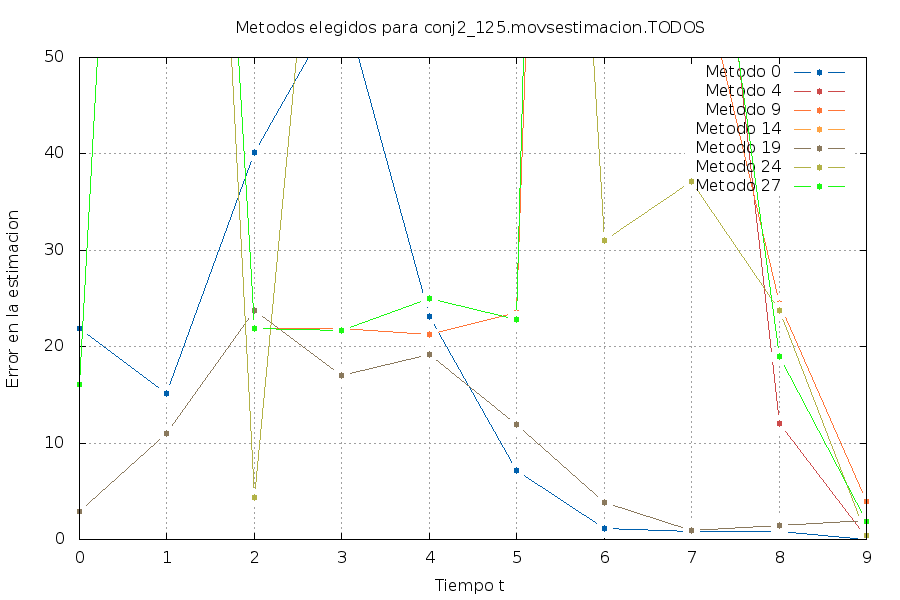 Metodos elegidos para conj2_125.movsestimacion.TODOS
Error en la estimacion
50
40
30
20
10
0
0 1 2 3 4 5 6 7 8 9
Tiempo t
Metodo 0
Metodo 4
Metodo 9
Metodo 14
Metodo 19
Metodo 24
Metodo 27